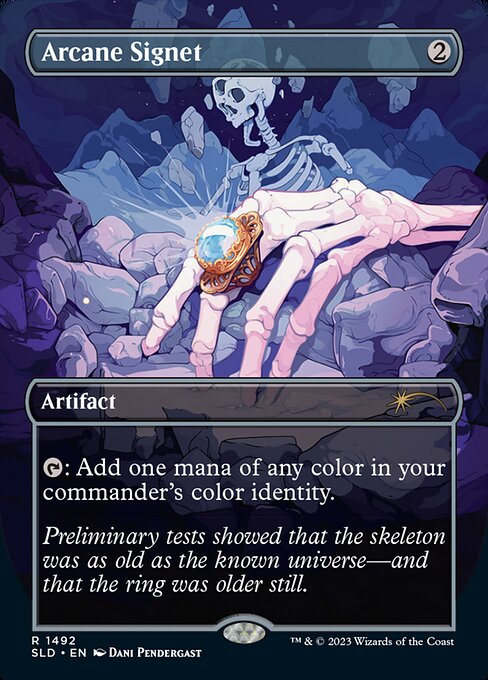 Arcane Signet 2
Artifact
: Add one mana of any color in your
commander's color identity.
Preliminary tests showed that the skeleton
was as old as the known universe—and
that the ring was older still.
R 1492
SLD • EN Dani Pendergast
™ & © 2023 Wizards of the Coast